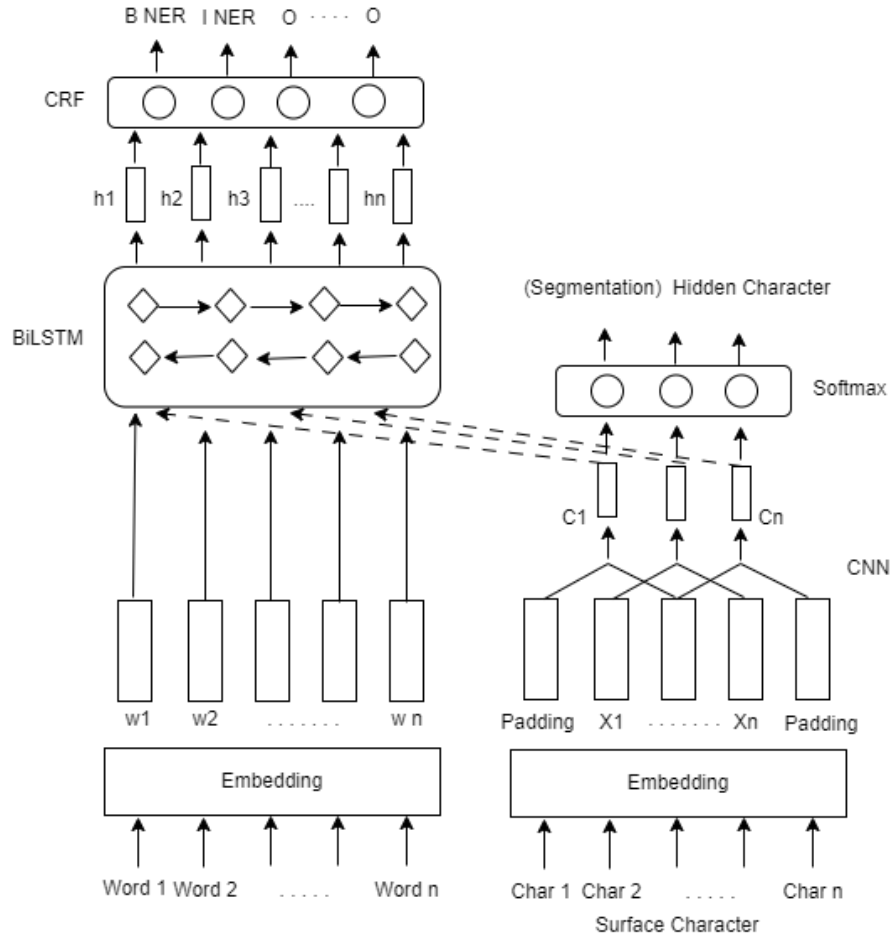 B NER I NER O . . . . O
CRF
h1 h2 h3 .... hn
BiLSTM
(Segmentation) Hidden Character
Softmax
C1 Cn
CNN
w1 w2 . . . . . . . w n
Padding X1 . . . . . . . Xn Padding
Embedding
Embedding
Word 1 Word 2 . . . . . Word n
Char 1 Char 2 . . . . . Char n
Surface Character